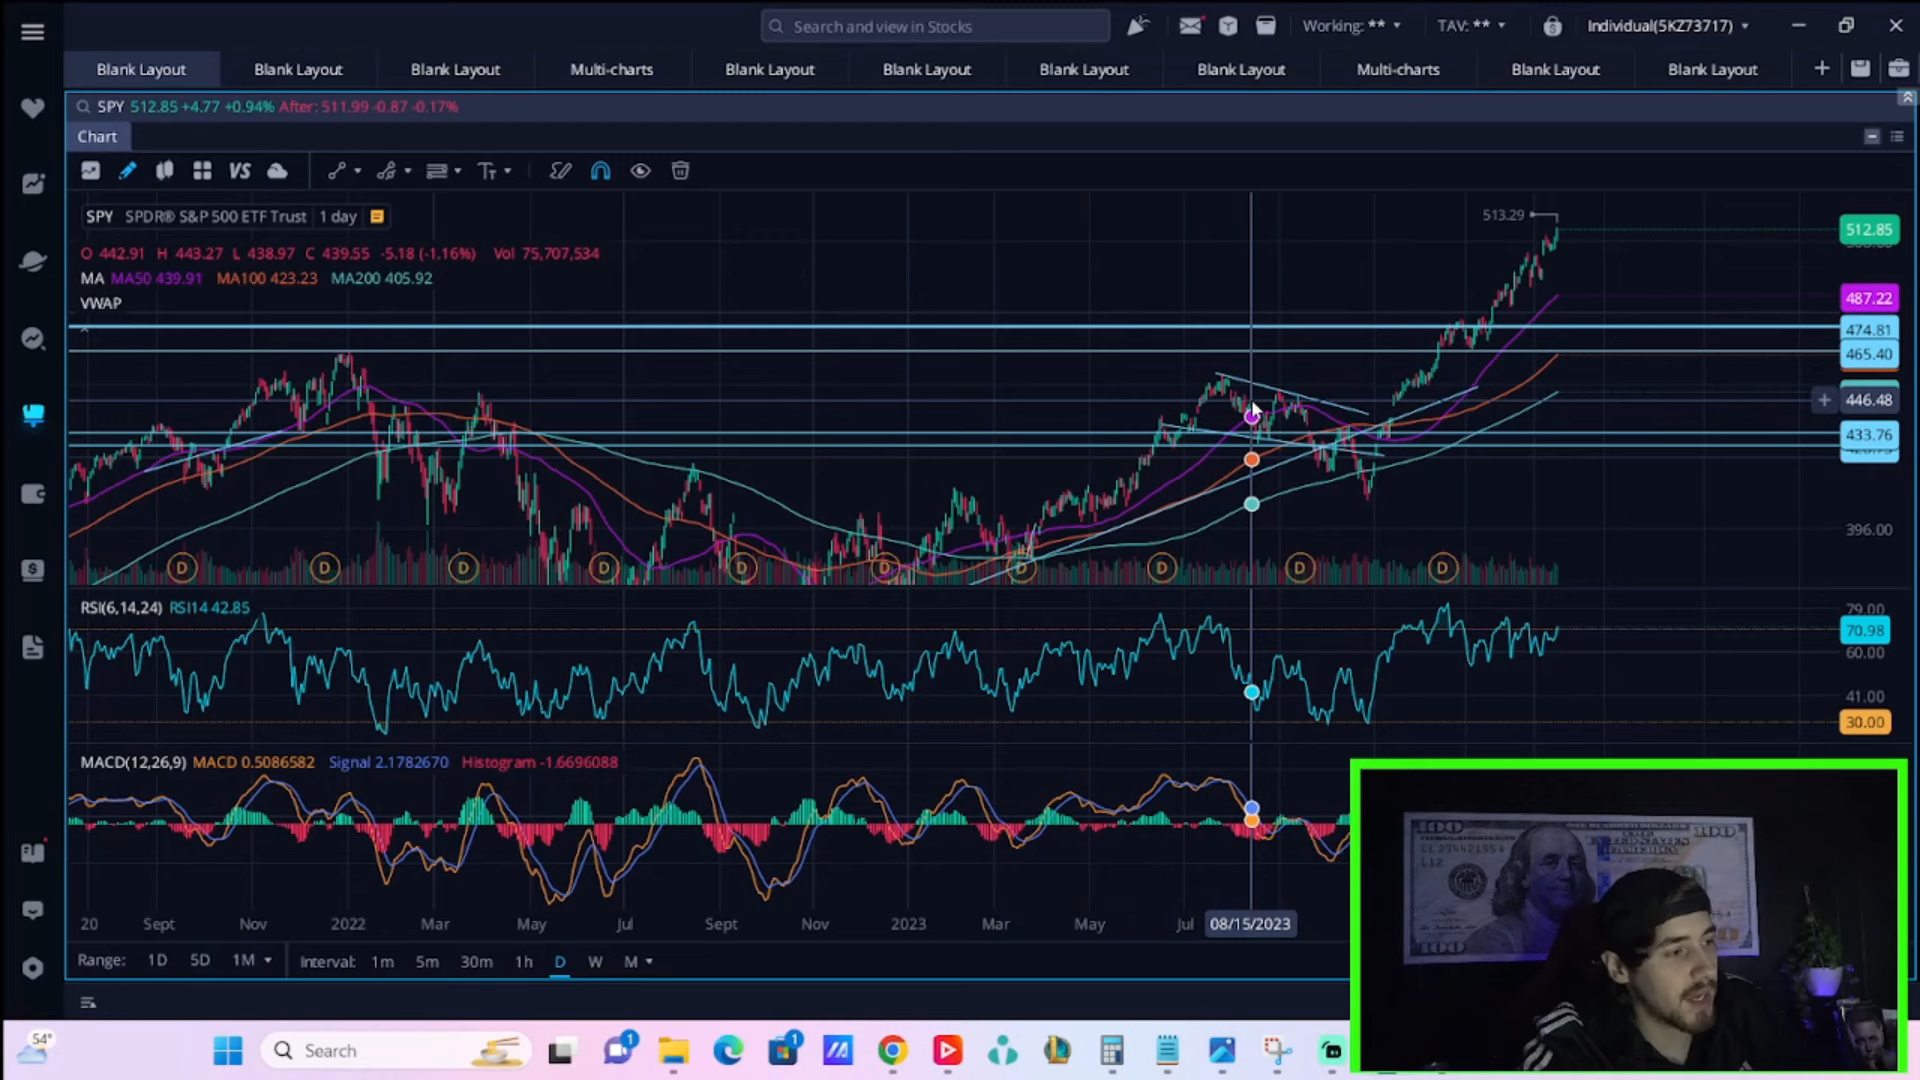 Search and view in Stocks
Working: **
TAV: **
Individual(5KZ73717)
Blank Layout
Blank Layout
Blank Layout
Multi-charts
Blank Layout
Blank Layout
Blank Layout
Blank Layout
Multi-charts
Blank Layout
Blank Layout
SPY 512.85 +4.77 +0.94% After: 511.99 -0.87 -0.17%
Chart
VS
SPY SPDR® S&P 500 ETF Trust 1 day
O 442.91 H 443.27 L 438.97 C 439.55 -5.18 (-1.16%) Vol 75,707,534
MA MA50 439.91 MA100 423.23 MA200 405.92
VWAP
513.29
512.85
487.22
474.81
465.40
446.48
433.76
396.00
D D D D D D D D D D
RSI(6,14,24) RSI14 42.85
79.00
70.98
60.00
41.00
30.00
MACD(12,26,9) MACD 0.5086582 Signal 2.1782670 Histogram -1.6696088
20 Sept Nov 2022 Mar May Jul Sept Nov 2023 Mar May Jul 08/15/2023
Range: 1D 5D 1M Interval: 1m 5m 30m 1h D W M
54°
Search
1
1
100
100
100